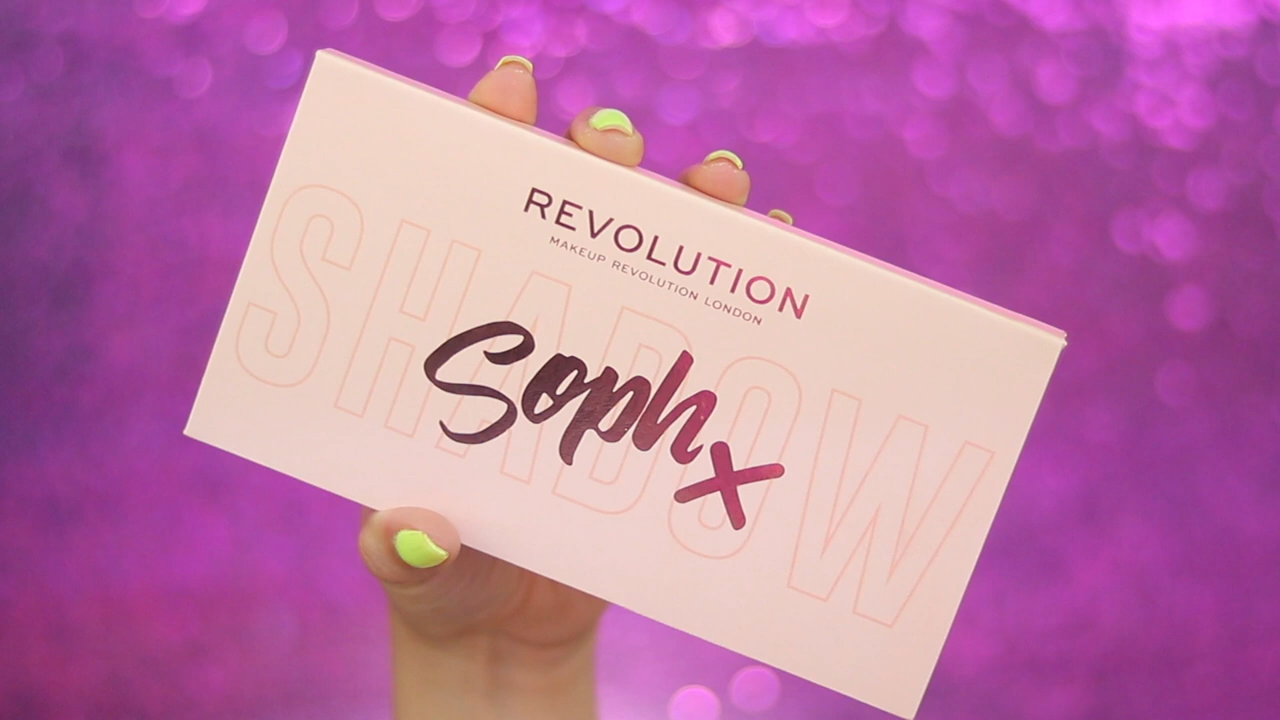 REVOLUTION
MAKEUP REVOLUTION LONDON
SHADOW
Soph
x